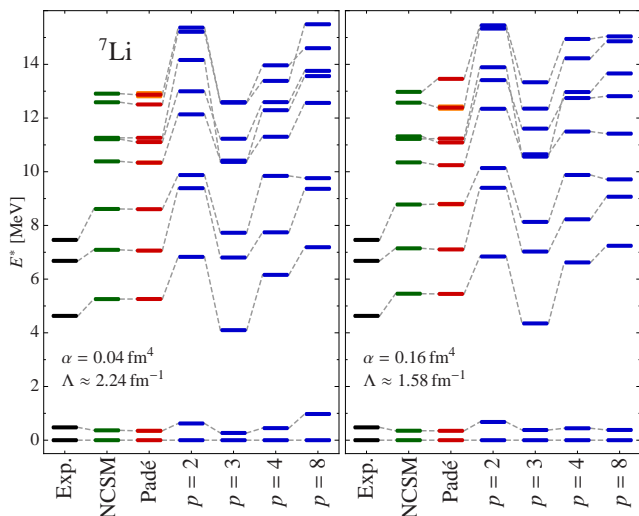 ⁷Li
E* [MeV]
14
12
10
8
6
4
2
0
α = 0.04 fm⁴
Λ ≈ 2.24 fm⁻¹
α = 0.16 fm⁴
Λ ≈ 1.58 fm⁻¹
Exp.
NCSM
Padé
p = 2
p = 3
p = 4
p = 8
Exp.
NCSM
Padé
p = 2
p = 3
p = 4
p = 8